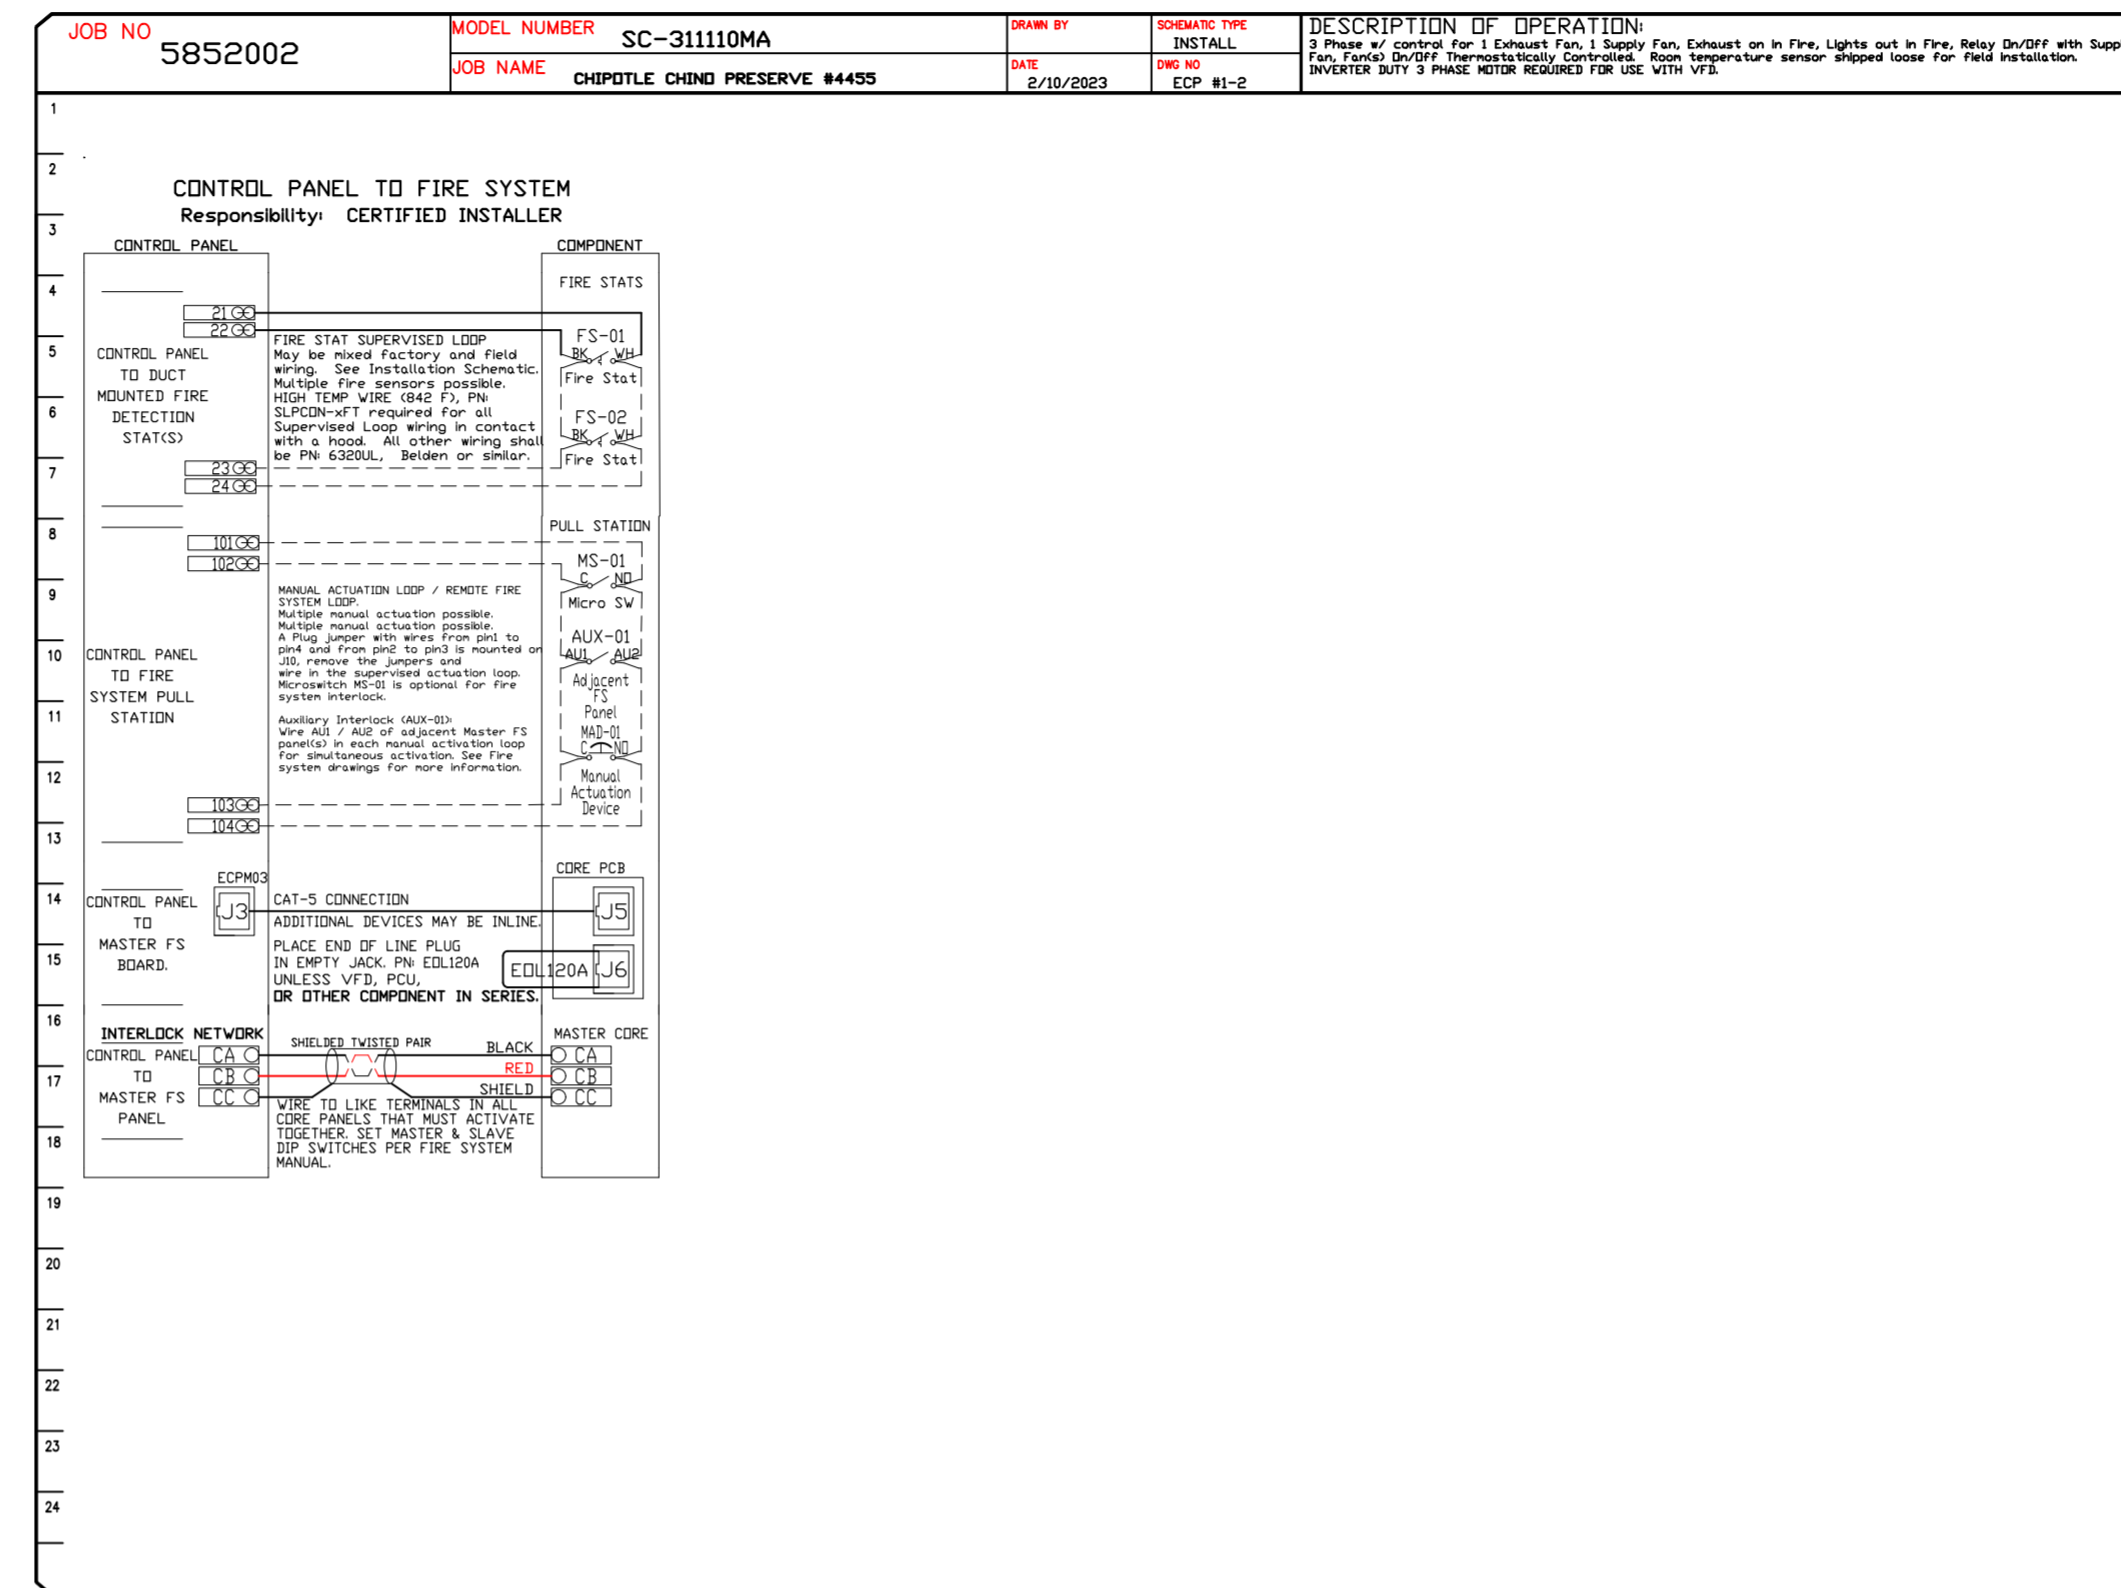 JOB NO 5852002
MODEL NUMBER SC-311110MA
JOB NAME CHIPOTLE CHINO PRESERVE #4455
DRAWN BY
DATE 2/10/2023
SCHEMATIC TYPE
INSTALL
DWG NO
ECP #1-2
DESCRIPTION OF OPERATION:
3 Phase w/ control for 1 Exhaust Fan, 1 Supply Fan, Exhaust on in Fire, Lights out in Fire, Relay On/Off with Supp
Fan, Fan(s) On/Off Thermostatically Controlled. Room temperature sensor shipped loose for field installation.
INVERTER DUTY 3 PHASE MOTOR REQUIRED FOR USE WITH VFD.
1
2
3
4
5
6
7
8
9
10
11
12
13
14
15
16
17
18
19
20
21
22
23
24
CONTROL PANEL TO FIRE SYSTEM
Responsibility: CERTIFIED INSTALLER
CONTROL PANEL
COMPONENT
FIRE STATS
21
22
CONTROL PANEL
TO DUCT
MOUNTED FIRE
DETECTION
STAT(S)
23
24
FIRE STAT SUPERVISED LOOP
May be mixed factory and field
wiring. See Installation Schematic.
Multiple fire sensors possible.
HIGH TEMP WIRE (842 F), PN:
SLPCON-xFT required for all
Supervised Loop wiring in contact
with a hood. All other wiring shall
be PN: 6320UL, Belden or similar.
FS-01
BK WH
Fire Stat
FS-02
BK WH
Fire Stat
PULL STATION
101
102
CONTROL PANEL
TO FIRE
SYSTEM PULL
STATION
103
104
MANUAL ACTUATION LOOP / REMOTE FIRE
SYSTEM LOOP.
Multiple manual actuation possible.
Multiple manual actuation possible.
A Plug jumper with wires from pin1 to
pin4 and from pin2 to pin3 is mounted on
J10, remove the jumpers and
wire in the supervised actuation loop.
Microswitch MS-01 is optional for fire
system interlock.
Auxiliary Interlock (AUX-01):
Wire AU1 / AU2 of adjacent Master FS
panel(s) in each manual activation loop
for simultaneous activation. See Fire
system drawings for more information.
MS-01
C NO
Micro SW
AUX-01
AU1 AU2
Adjacent
FS
Panel
MAD-01
C NO
Manual
Actuation
Device
ECPM03
J3
CONTROL PANEL
TO
MASTER FS
BOARD.
CAT-5 CONNECTION
ADDITIONAL DEVICES MAY BE INLINE.
PLACE END OF LINE PLUG
IN EMPTY JACK. PN: EOL120A
UNLESS VFD, PCU,
OR OTHER COMPONENT IN SERIES.
CORE PCB
J5
EOL120A J6
INTERLOCK NETWORK
CONTROL PANEL
TO
MASTER FS
PANEL
CA
CB
CC
SHIELDED TWISTED PAIR
BLACK
RED
SHIELD
MASTER CORE
CA
CB
CC
WIRE TO LIKE TERMINALS IN ALL
CORE PANELS THAT MUST ACTIVATE
TOGETHER. SET MASTER & SLAVE
DIP SWITCHES PER FIRE SYSTEM
MANUAL.